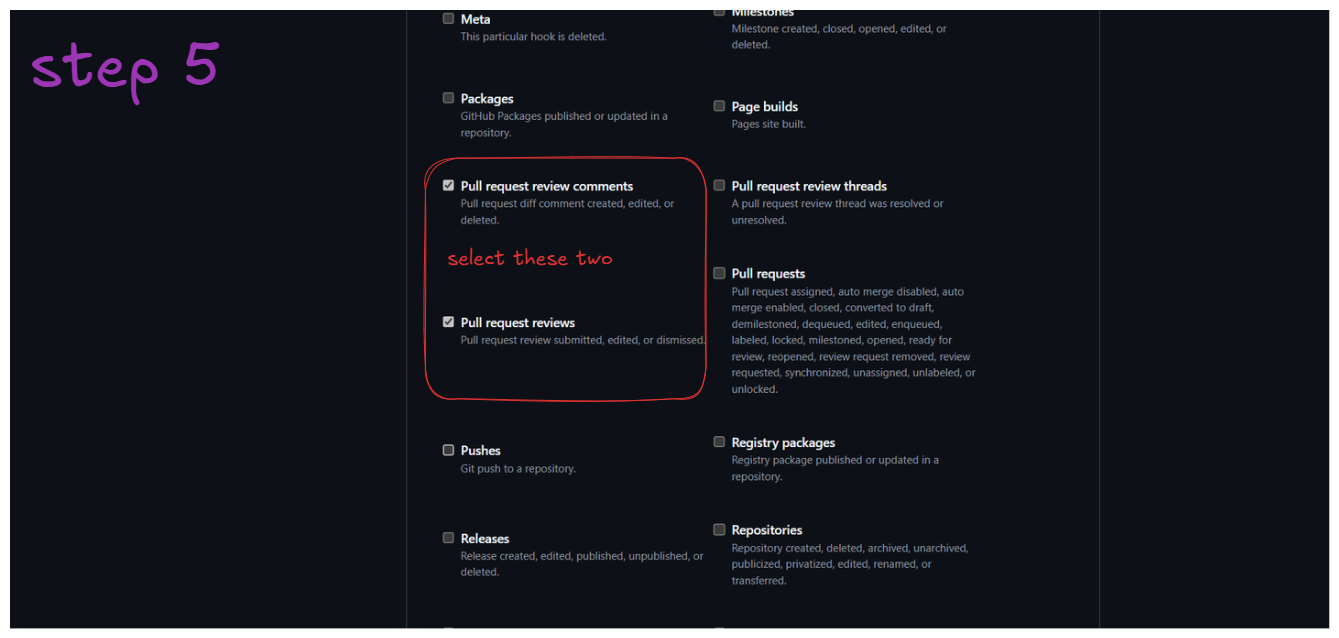 step 5
Meta
This particular hook is deleted.
Milestones
Milestone created, closed, opened, edited, or
deleted.
Packages
GitHub Packages published or updated in a
repository.
Page builds
Pages site built.
Pull request review comments
Pull request diff comment created, edited, or
deleted.
Pull request review threads
A pull request review thread was resolved or
unresolved.
select these two
Pull requests
Pull request assigned, auto merge disabled, auto
merge enabled, closed, converted to draft,
demilestoned, dequeued, edited, enqueued,
labeled, locked, milestoned, opened, ready for
review, reopened, review request removed, review
requested, synchronized, unassigned, unlabeled, or
unlocked.
Pull request reviews
Pull request review submitted, edited, or dismissed.
Pushes
Git push to a repository.
Registry packages
Registry package published or updated in a
repository.
Releases
Release created, edited, published, unpublished, or
deleted.
Repositories
Repository created, deleted, archived, unarchived,
publicized, privatized, edited, renamed, or
transferred.